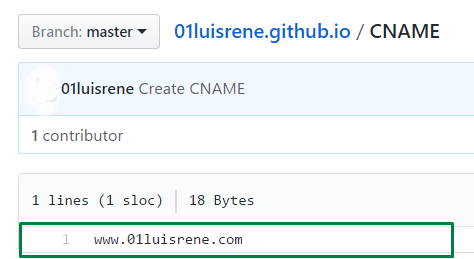 Branch: master 01luisrene.github.io / CNAME
01luisrene Create CNAME
1 contributor
1 lines (1 sloc) 18 Bytes
1 www.01luisrene.com